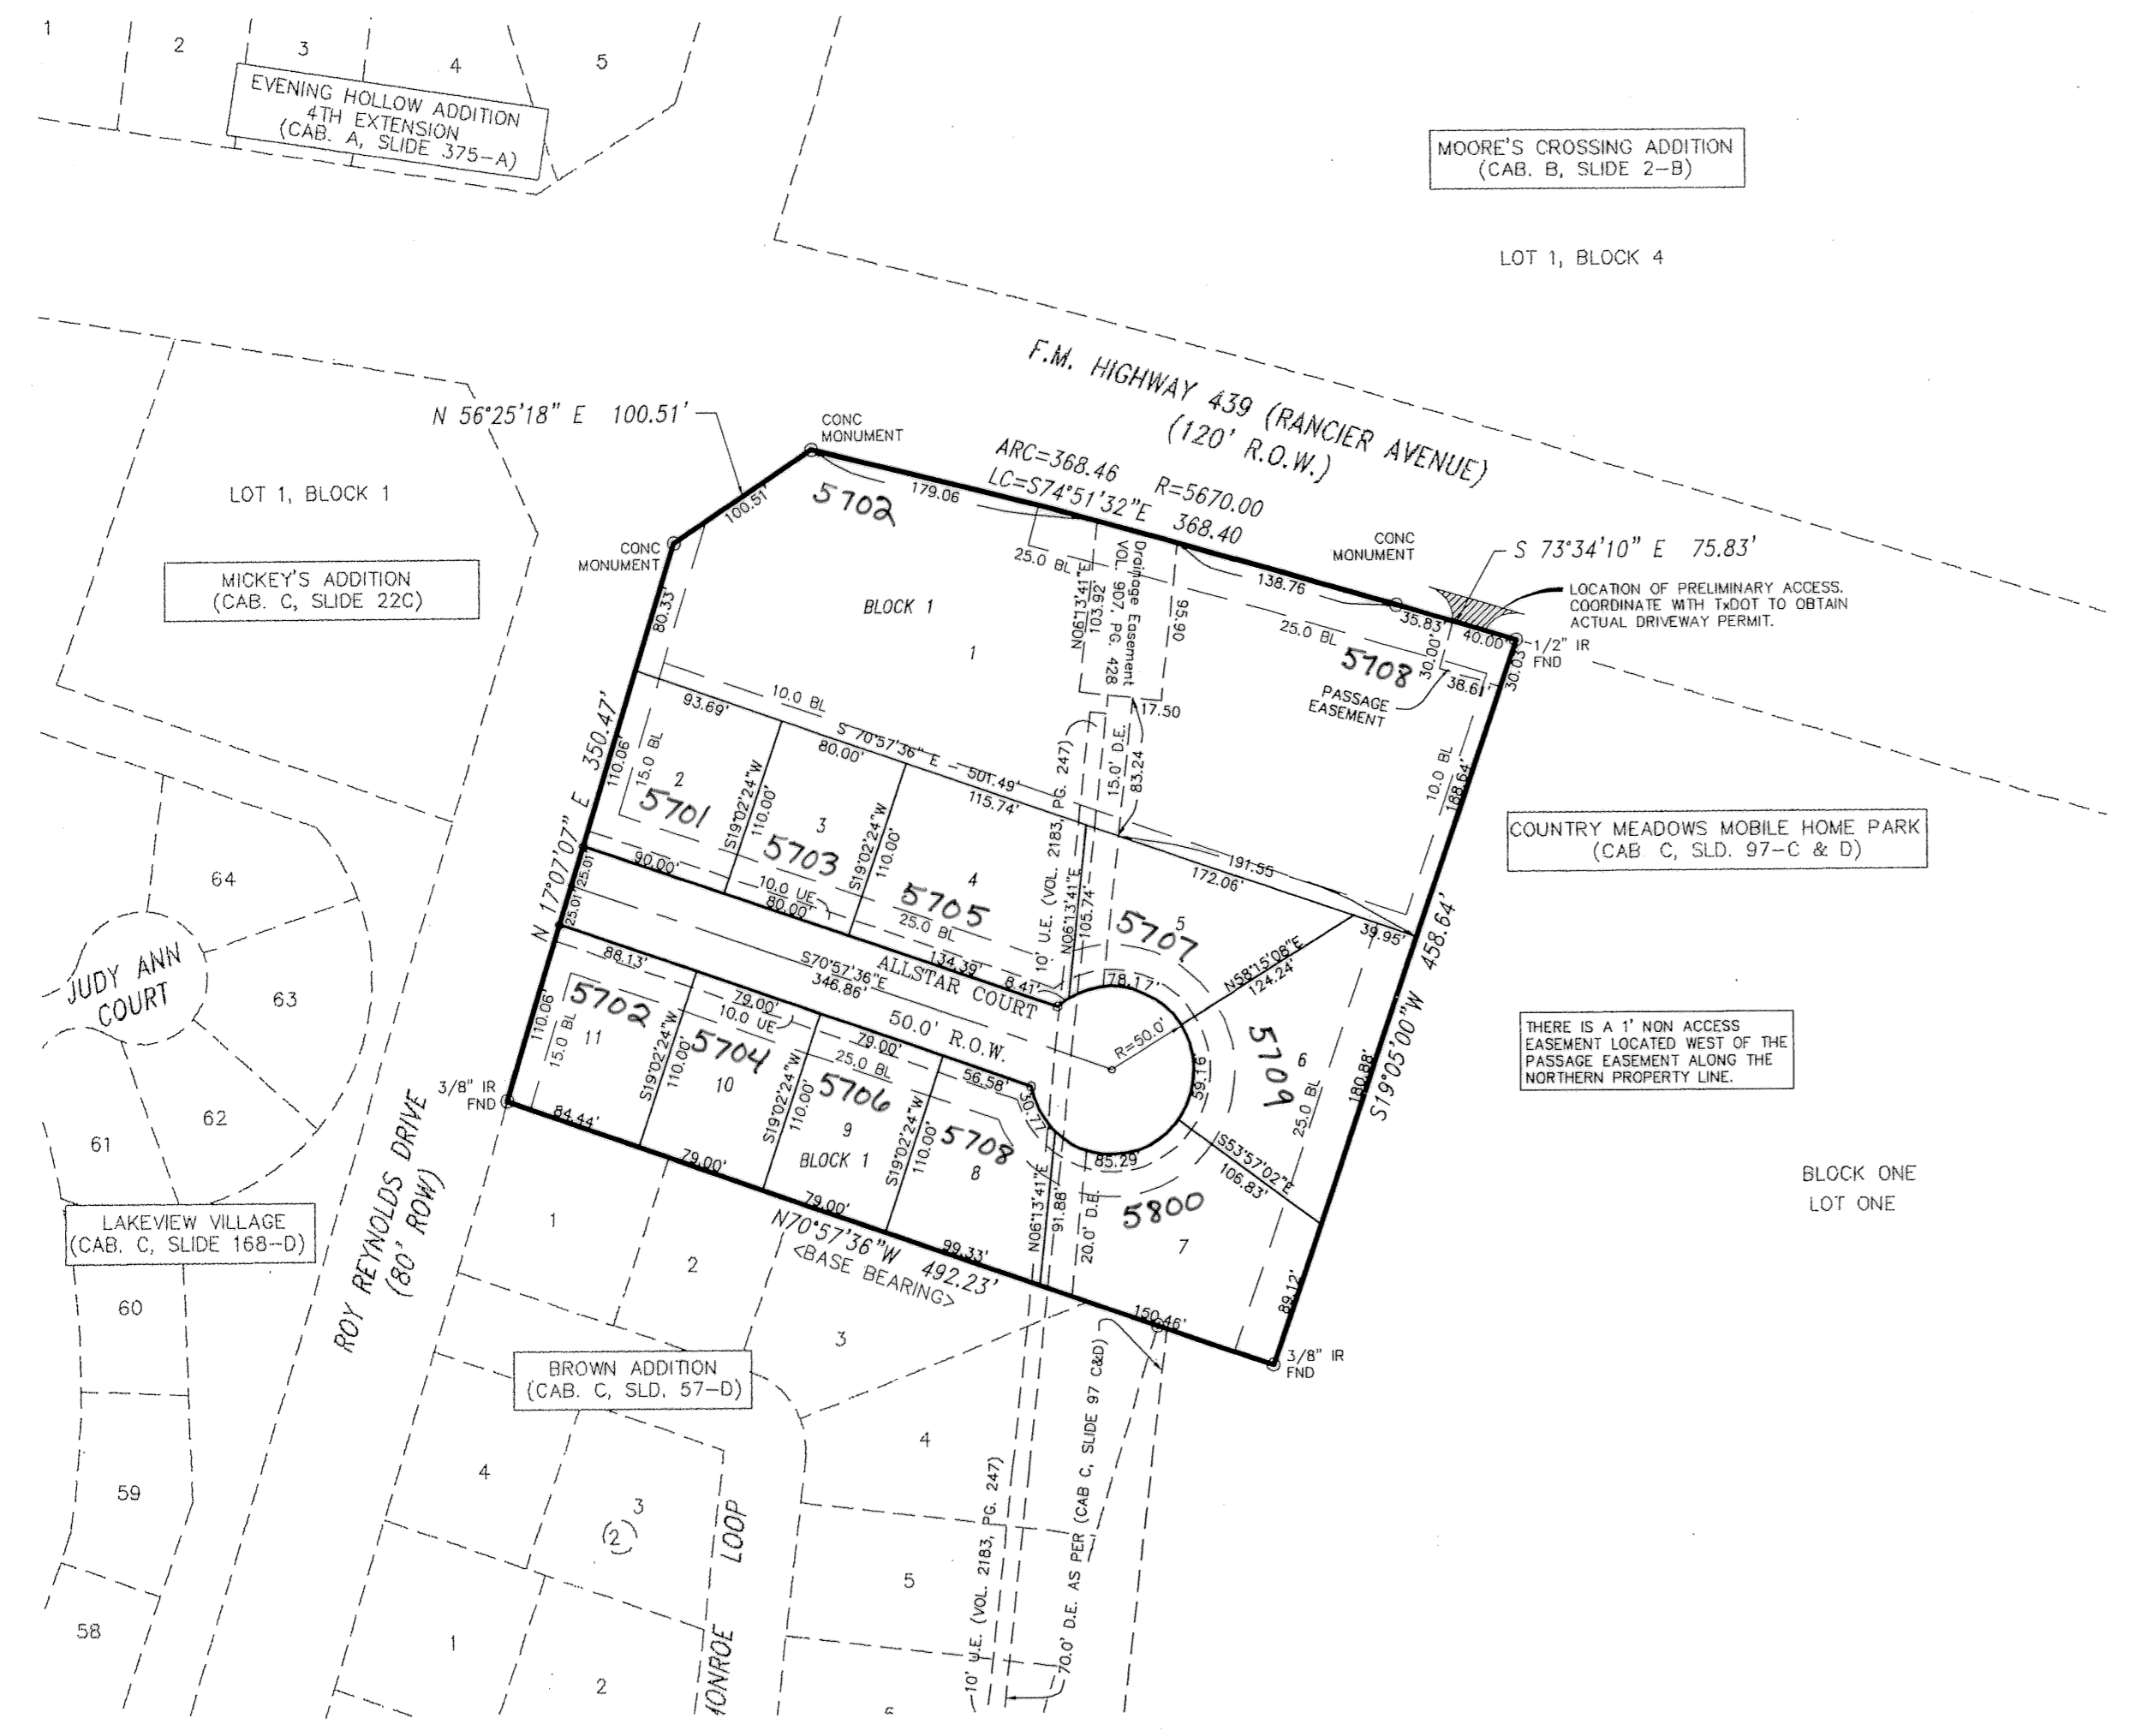 1
2
3
4
5
EVENING HOLLOW ADDITION
4TH EXTENSION
(CAB. A, SLIDE 375-A)
MOORE'S CROSSING ADDITION
(CAB. B, SLIDE 2-B)
LOT 1, BLOCK 4
F.M. HIGHWAY 439 (RANCIER AVENUE)
(120' R.O.W.)
N 56°25'18" E 100.51'
CONC
MONUMENT
ARC=368.46 R=5670.00
LC=S74°51'32"E 368.40
LOT 1, BLOCK 1
MICKEY'S ADDITION
(CAB. C, SLIDE 22C)
CONC
MONUMENT
100.51'
5702
179.06
25.0 BL
CONC
MONUMENT
138.76
S 73°34'10" E 75.83'
LOCATION OF PRELIMINARY ACCESS.
COORDINATE WITH TxDOT TO OBTAIN
ACTUAL DRIVEWAY PERMIT.
35.83'
40.00'
1/2" IR
FND
30.03'
30.00'
38.61'
25.0 BL
5708
PASSAGE
EASEMENT
BLOCK 1
1
N06°13'41"E
103.92
Drainage Easement
VOL. 907, PG. 428
95.90
17.50
80.33'
10.0 BL
93.69'
S 70°57'36" E - 501.49'
80.00'
115.74'
15.0' D.E.
83.24
10.0 BL
188.64'
350.47'
110.06'
15.0 BL
2
5701
S19°02'24"W
110.00'
3
5703
S19°02'24"W
110.00'
4
5705
25.0 BL
10' U.E. (VOL. 2183, PG. 247)
N06°13'41"E
105.74'
191.55
172.06'
5
5707
39.95'
COUNTRY MEADOWS MOBILE HOME PARK
(CAB. C, SLD. 97-C & D)
N 17°07'07" E
25.01'
25.01'
90.00'
10.0 UE
80.00'
134.39'
8.41'
78.17'
N58°15'08"E
124.24'
S19°05'00"W 458.64'
ALLSTAR COURT
S70°57'36"E
346.86'
50.0' R.O.W.
R=50.0'
88.13'
79.00'
10.0 UE
79.00'
25.0 BL
56.58'
30.77
59.16
85.29'
5709
6
25.0 BL
180.88'
THERE IS A 1' NON ACCESS
EASEMENT LOCATED WEST OF THE
PASSAGE EASEMENT ALONG THE
NORTHERN PROPERTY LINE.
110.06'
15.0 BL
5702
11
S19°02'24"W
110.00'
5704
10
S19°02'24"W
110.00'
5706
9
BLOCK 1
S19°02'24"W
110.00'
5708
8
N06°13'41"E
91.88'
20.0' D.E.
5800
7
S53°57'02"E
106.83'
89.12'
3/8" IR
FND
84.44'
79.00'
79.00'
99.33'
150.46'
N70°57'36"W 492.23'
<BASE BEARING>
3/8" IR
FND
BLOCK ONE
LOT ONE
64
63
62
61
JUDY ANN
COURT
LAKEVIEW VILLAGE
(CAB. C, SLIDE 168-D)
60
59
58
ROY REYNOLDS DRIVE
(80' ROW)
1
2
3
BROWN ADDITION
(CAB. C, SLD. 57-D)
4
4
3
2
5
1
2
LOOP
10' U.E. (VOL. 2183, PG. 247)
70.0' D.E. AS PER (CAB C, SLIDE 97 C&D)